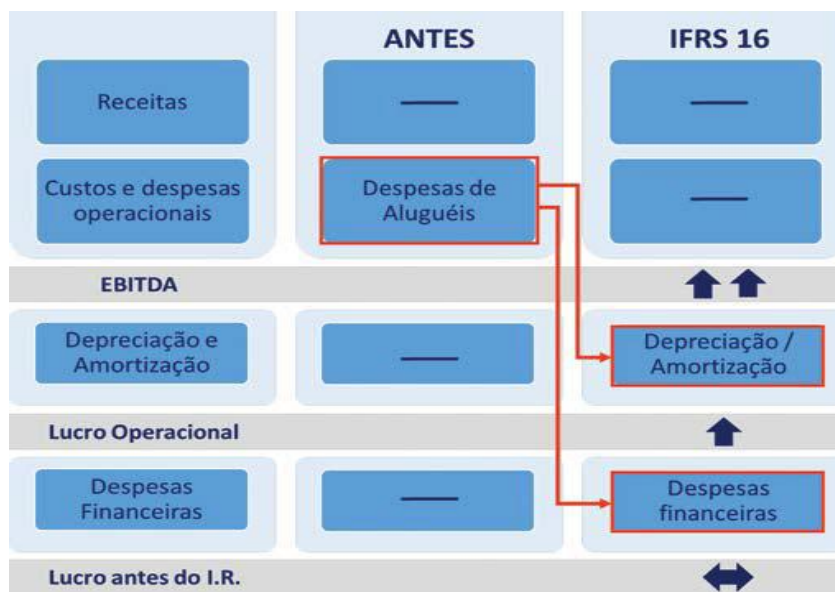 ANTES
IFRS 16
Receitas
Custos e despesas
operacionais
Despesas de
Aluguéis
EBITDA
Depreciação e
Amortização
Depreciação /
Amortização
Lucro Operacional
Despesas
Financeiras
Despesas
financeiras
Lucro antes do I.R.